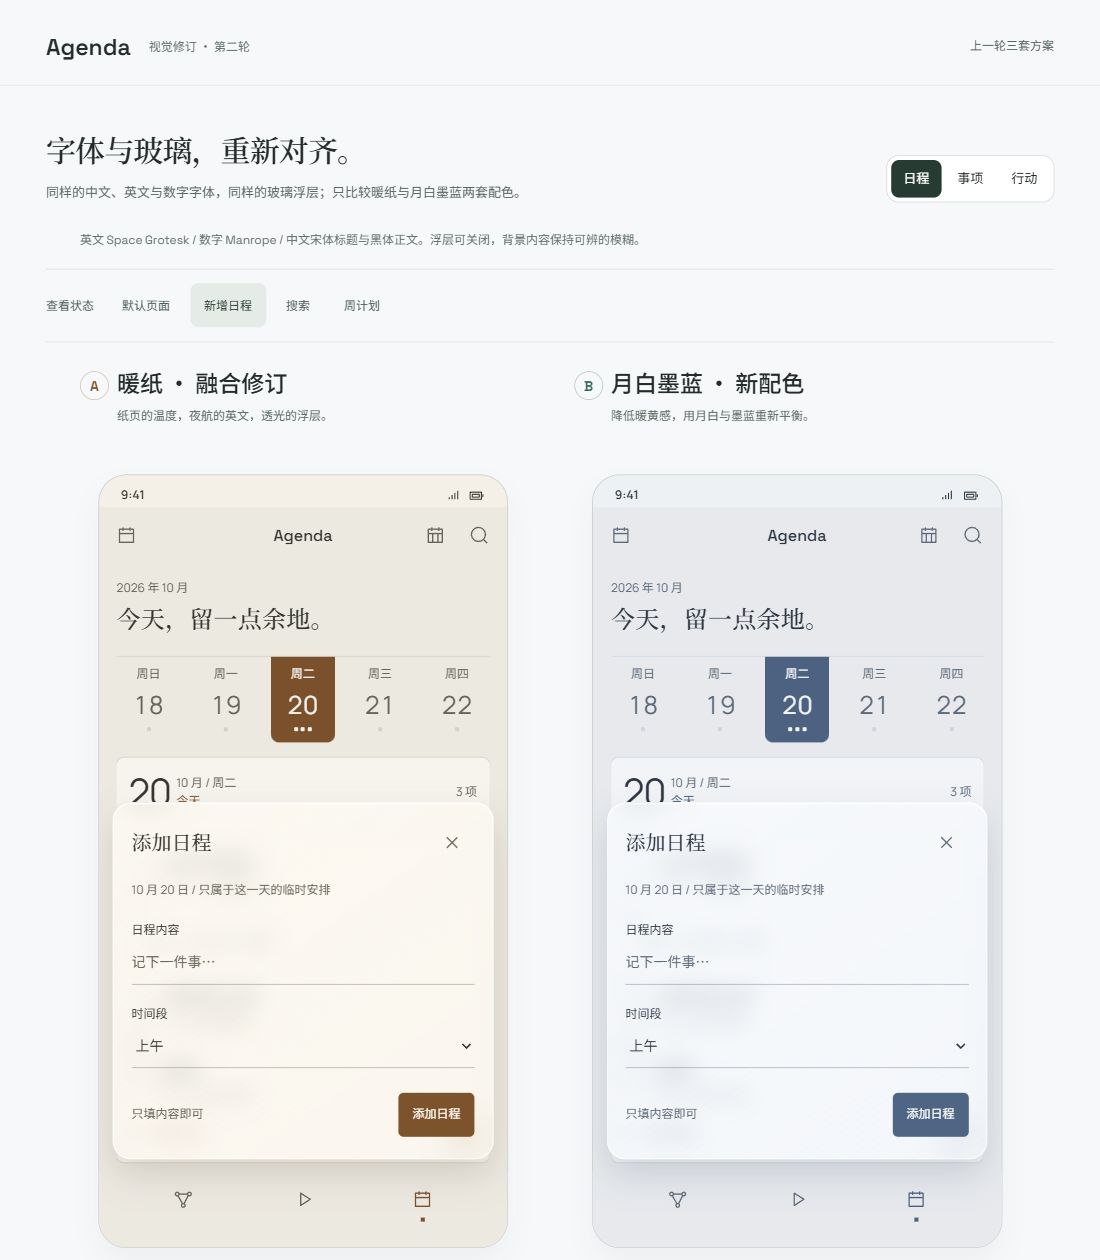 Agenda 视觉修订 · 第二轮 上一轮三套方案
字体与玻璃，重新对齐。
同样的中文、英文与数字字体，同样的玻璃浮层；只比较暖纸与月白墨蓝两套配色。
日程 事项 行动
英文 Space Grotesk / 数字 Manrope / 中文宋体标题与黑体正文。浮层可关闭，背景内容保持可辨的模糊。
查看状态 默认页面 新增日程 搜索 周计划
A 暖纸 · 融合修订
纸页的温度，夜航的英文，透光的浮层。
9:41
Agenda
2026 年 10 月
今天，留一点余地。
周日 周一 周二 周三 周四
18 19 20 21 22
20 10 月 / 周二 3 项
今天
添加日程
10 月 20 日 / 只属于这一天的临时安排
日程内容
记下一件事…
时间段
上午
只填内容即可 添加日程
B 月白墨蓝 · 新配色
降低暖黄感，用月白与墨蓝重新平衡。
9:41
Agenda
2026 年 10 月
今天，留一点余地。
周日 周一 周二 周三 周四
18 19 20 21 22
20 10 月 / 周二 3 项
今天
添加日程
10 月 20 日 / 只属于这一天的临时安排
日程内容
记下一件事…
时间段
上午
只填内容即可 添加日程